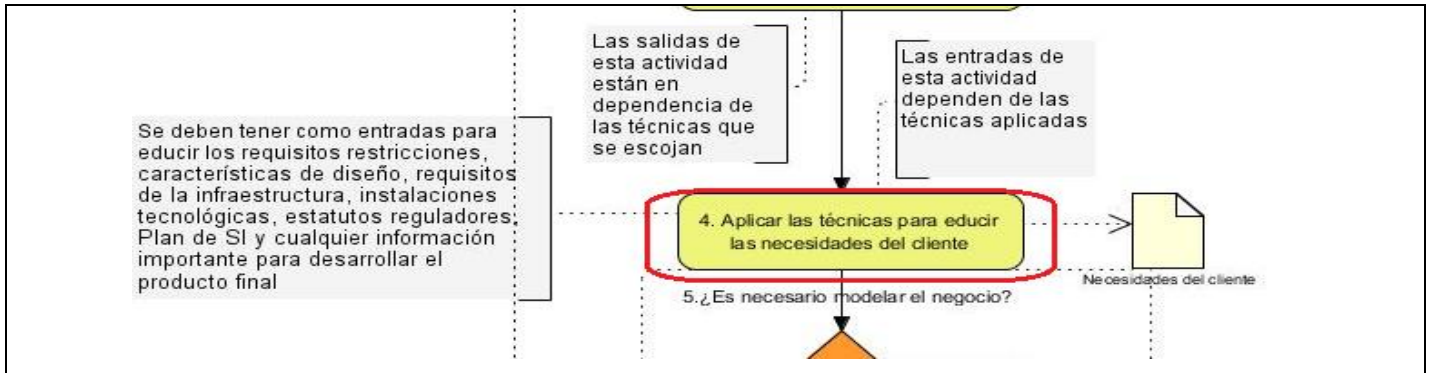 Las salidas de
esta actividad
están en
dependencia de
las técnicas que
se escojan
Las entradas de
esta actividad
dependen de las
técnicas aplicadas
Se deben tener como entradas para
educir los requisitos restricciones,
características de diseño, requisitos
de la infraestructura, instalaciones
tecnológicas, estatutos reguladores,
Plan de SI y cualquier información
importante para desarrollar el
producto final
4. Aplicar las técnicas para educir
las necesidades del cliente
Necesidades del cliente
5.¿Es necesario modelar el negocio?